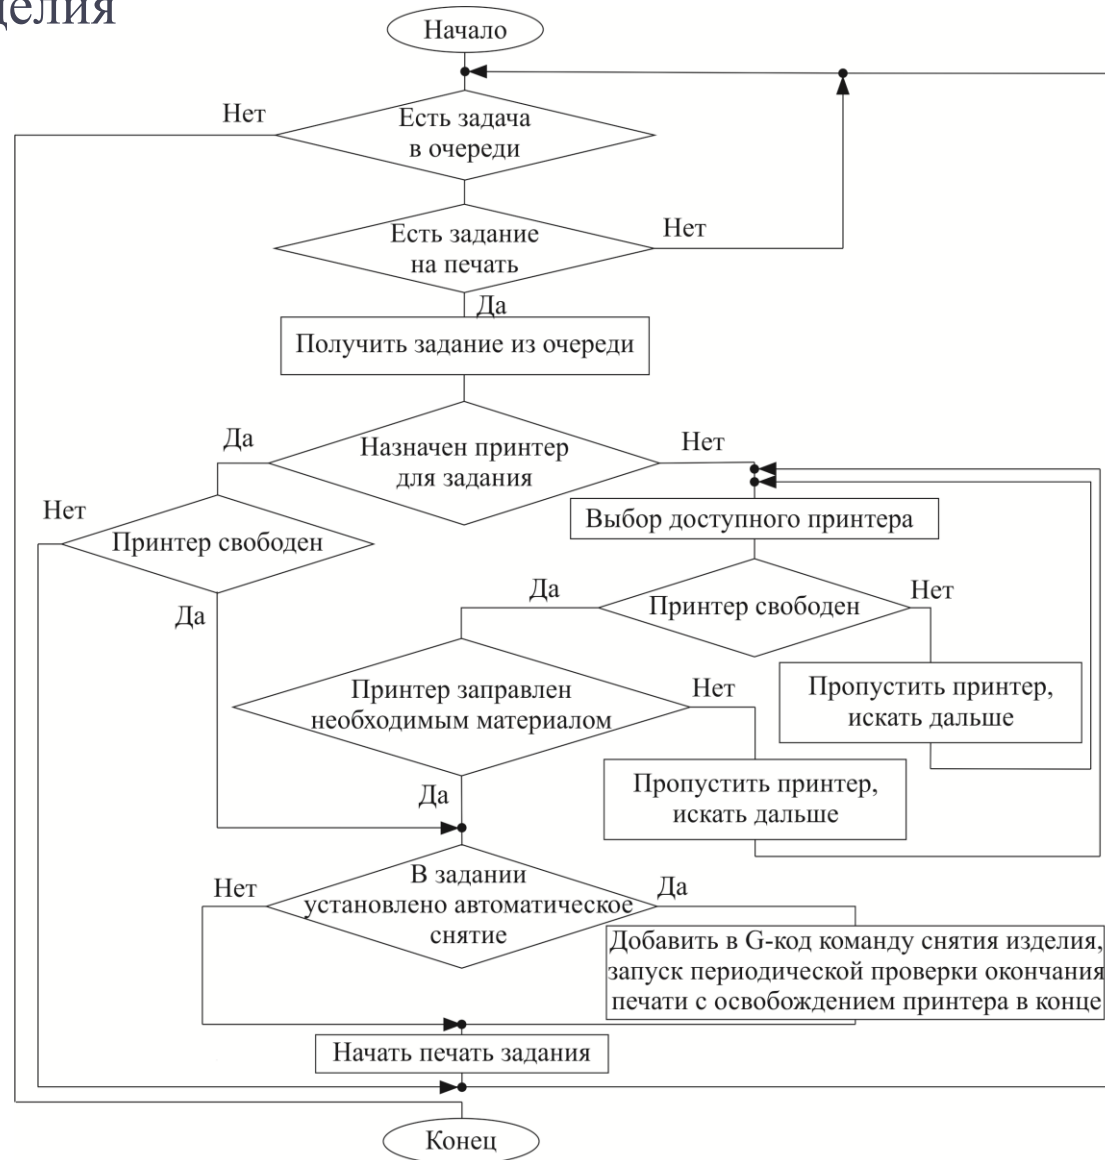 делия
Начало
Нет
Есть задача
в очереди
Есть задание
на печать
Нет
Да
Получить задание из очереди
Да
Назначен принтер
для задания
Нет
Нет
Принтер свободен
Выбор доступного принтера
Да
Да
Принтер свободен
Нет
Принтер заправлен
необходимым материалом
Нет
Пропустить принтер,
искать дальше
Да
Пропустить принтер,
искать дальше
Нет
В задании
установлено автоматическое
снятие
Да
Добавить в G-код команду снятия изделия,
запуск периодической проверки окончания
печати с освобождением принтера в конце
Начать печать задания
Конец